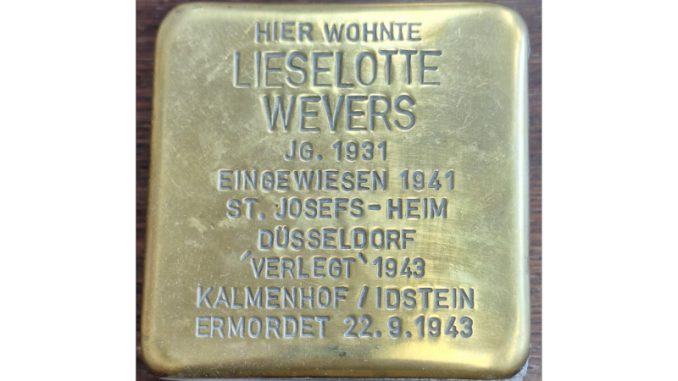 HIER WOHNTE
LIESELOTTE
WEVERS
JG. 1931
EINGEWIESEN 1941
ST. JOSEFS-HEIM
DÜSSELDORF
´VERLEGT` 1943
KALMENHOF / IDSTEIN
ERMORDET 22.9.1943